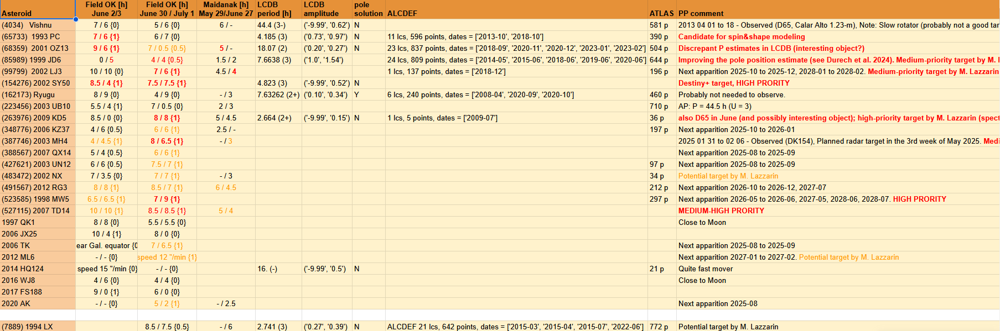 Asteroid Field OK [h] June 2/3 Field OK [h] June 30 / July 1 Maidanak [h] May 29/June 27 LCDB period [h] LCDB amplitude pole solution ALCDEF ATLAS PP comment
(4034) Vishnu 7 / 6 {0} 5 / 6 {0} 6 / - 44.4 (3-) ('-9.99', '0.62') N 581 p 2013 04 01 to 18 - Observed (D65, Calar Alto 1.23-m), Note: Slow rotator (probably not a good tar
(65733) 1993 PC 7 / 6 {1} 6 / 7 {0} 4.185 (3) ('0.73', '0.97') N 11 lcs, 596 points, dates = ['2013-10', '2018-10'] 390 p Candidate for spin&shape modeling
(68359) 2001 OZ13 9 / 6 {1} 7 / 0.5 {0.5} 5 / - 18.07 (2) ('0.20', '0.27') N 23 lcs, 837 points, dates = ['2018-09', '2020-11', '2020-12', '2023-01', '2023-02'] 504 p Discrepant P estimates in LCDB (interesting object?)
(85989) 1999 JD6 0 / 5 4 / 4 {0.5} 1.5 / 2 7.6638 (3) ('1.0', '1.54') 24 lcs, 809 points, dates = ['2014-05', '2015-06', '2018-06', '2019-06', '2020-06'] 644 p Improving the pole position estimate (see Durech et al. 2024). Medium-priority target by M. l
(99799) 2002 LJ3 10 / 10 {0} 7 / 6 {1} 4.5 / 4 1 lcs, 137 points, dates = ['2018-12'] 196 p Next apparition 2025-10 to 2025-12, 2028-01 to 2028-02. Medium-priority target by M. Lazzarin
(154276) 2002 SY50 8.5 / 4 {1} 7.5 / 7.5 {1} 4.823 (3) ('-9.99', '0.52') N Destiny+ target, HIGH PRORITY
(162173) Ryugu 8 / 9 {0} 4 / 9 {0} - / 3 7.63262 (2+) ('0.10', '0.34') Y 6 lcs, 240 points, dates = ['2008-04', '2020-09', '2020-10'] 460 p Probably not needed to observe.
(223456) 2003 UB10 5.5 / 4 {1} 7 / 0.5 {0} 2 / 3 710 p AP: P = 44.5 h (U = 3)
(263976) 2009 KD5 8.5 / 0 {0} 8 / 8 {1} 5 / 4.5 2.664 (2+) ('-9.99', '0.15') N 1 lcs, 5 points, dates = ['2009-07'] 36 p also D65 in June (and possibly interesting object); high-priority target by M. Lazzarin (spect
(348776) 2006 KZ37 4 / 6 {0.5} 6 / 6 {1} 2.5 / - 197 p Next apparition 2025-10 to 2026-01
(387746) 2003 MH4 4 / 4.5 {1} 8 / 6.5 {1} - / 3 2025 01 31 to 02 06 - Observed (DK154), Planned radar target in the 3rd week of May 2025. Medi
(388567) 2007 QX14 5 / 4 {0.5} 6 / 6 {1} Next apparition 2025-08 to 2025-09
(427621) 2003 UN12 6 / 6 {0.5} 7.5 / 7 {1} 97 p Next apparition 2025-08 to 2025-09
(483472) 2002 NX 7 / 3.5 {0} 7 / 7 {1} - / 3 34 p Potential target by M. Lazzarin
(491567) 2012 RG3 8 / 8 {1} 8.5 / 7 {1} 6 / 4.5 212 p Next apparition 2026-10 to 2026-12, 2027-07
(523585) 1998 MW5 6.5 / 6.5 {1} 7 / 9 {1} 297 p Next apparition 2026-05 to 2026-06, 2027-05, 2028-06, 2028-07. HIGH PRORITY
(527115) 2007 TD14 10 / 10 {1} 8.5 / 8.5 {1} 5 / 4 MEDIUM-HIGH PRORITY
1997 QK1 8 / 8 {0} 5.5 / 5.5 {0} Close to Moon
2006 JX25 10 / 4 {1} 8 / 0 {0}
2006 TK ear Gal. equator {0 7 / 6.5 {1} Next apparition 2025-08 to 2025-09
2012 ML6 - / - {0} speed 12 "/min {1} Next apparition 2027-01 to 2027-02. Potential target by M. Lazzarin
2014 HQ124 speed 15 "/min {0} - / - {0} 16. (-) ('-9.99', '0.5') N 21 p Quite fast mover
2016 WJ8 4 / 6 {0} 4 / 4 {0} Close to Moon
2017 FS188 9 / 0 {1} 6 / 0 {0}
2020 AK - / - {0} 5 / 2 {1} - / 2.5 Next apparition 2025-08
(7889) 1994 LX 8.5 / 7.5 {0.5} - / 6 2.741 (3) ('0.27', '0.39') N ALCDEF 21 lcs, 642 points, dates = ['2015-03', '2015-04', '2015-07', '2022-06'] 772 p Potential target by M. Lazzarin